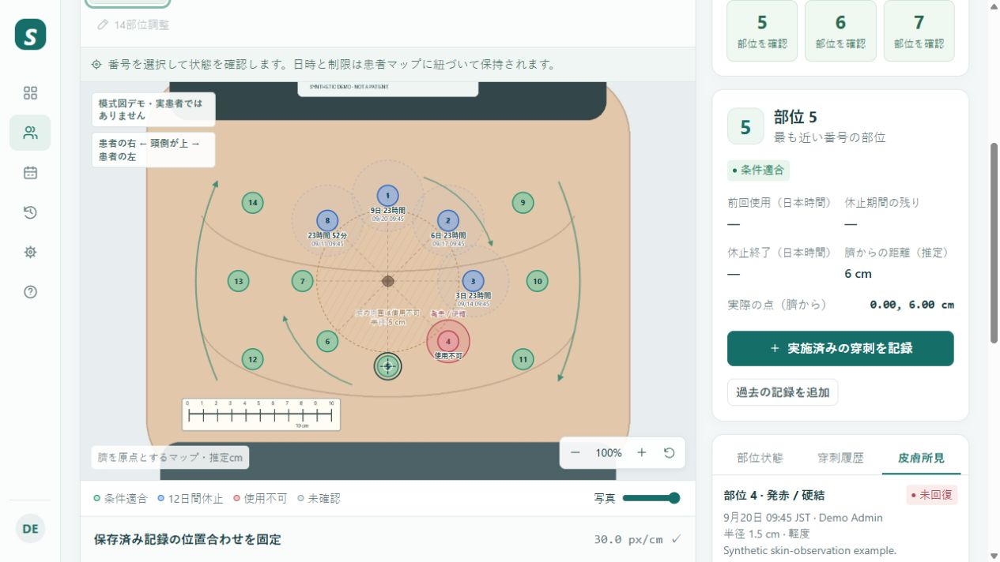 S
DE
14部位調整
番号を選択して状態を確認します。日時と制限は患者マップに紐づいて保持されます。
SYNTHETIC DEMO - NOT A PATIENT
模式図デモ・実患者では
ありません
患者の右 ← 頭側が上 →
患者の左
14
1
9日 23時間
09/20 09:45
9
8
23時間 52分
09/11 09:45
2
6日 23時間
09/17 09:45
13
7
3
3日 23時間
09/14 09:45
10
臍の周囲は使用不可
半径 5 cm
発赤 / 硬結
6
4
使用不可
12
11
0 1 2 3 4 5 6 7 8 9 10
10 cm
臍を原点とするマップ・推定cm
− 100% +
条件適合 12日間休止 使用不可 未確認
写真
保存済み記録の位置合わせを固定
30.0 px/cm ✓
5 6 7
部位を確認 部位を確認 部位を確認
5
部位 5
最も近い番号の部位
条件適合
前回使用（日本時間） 休止期間の残り
— —
休止終了（日本時間） 臍からの距離（推定）
— 6 cm
実際の点（臍から） 0.00, 6.00 cm
＋ 実施済みの穿刺を記録
過去の記録を追加
部位状態 穿刺履歴 皮膚所見
部位 4 · 発赤 / 硬結
未回復
9月20日 09:45 JST · Demo Admin
半径 1.5 cm · 軽度
Synthetic skin-observation example.